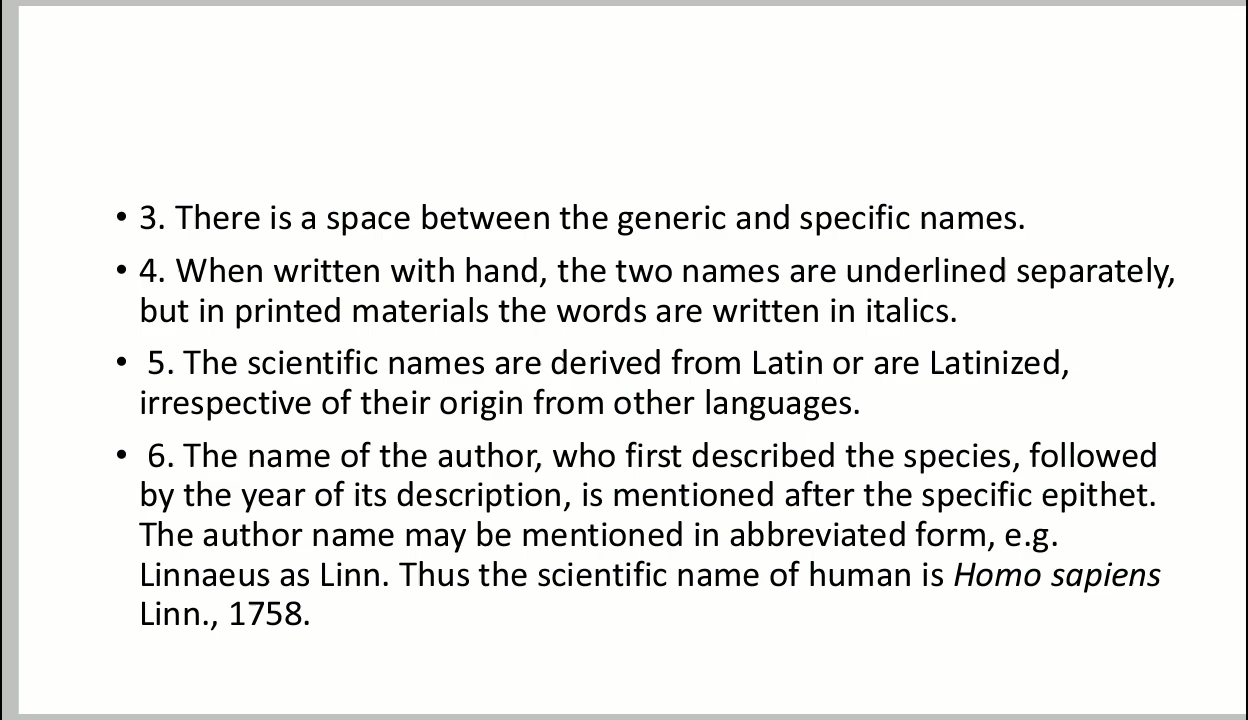 • 3. There is a space between the generic and specific names.
• 4. When written with hand, the two names are underlined separately,
but in printed materials the words are written in italics.
• 5. The scientific names are derived from Latin or are Latinized,
irrespective of their origin from other languages.
• 6. The name of the author, who first described the species, followed
by the year of its description, is mentioned after the specific epithet.
The author name may be mentioned in abbreviated form, e.g.
Linnaeus as Linn. Thus the scientific name of human is Homo sapiens
Linn., 1758.